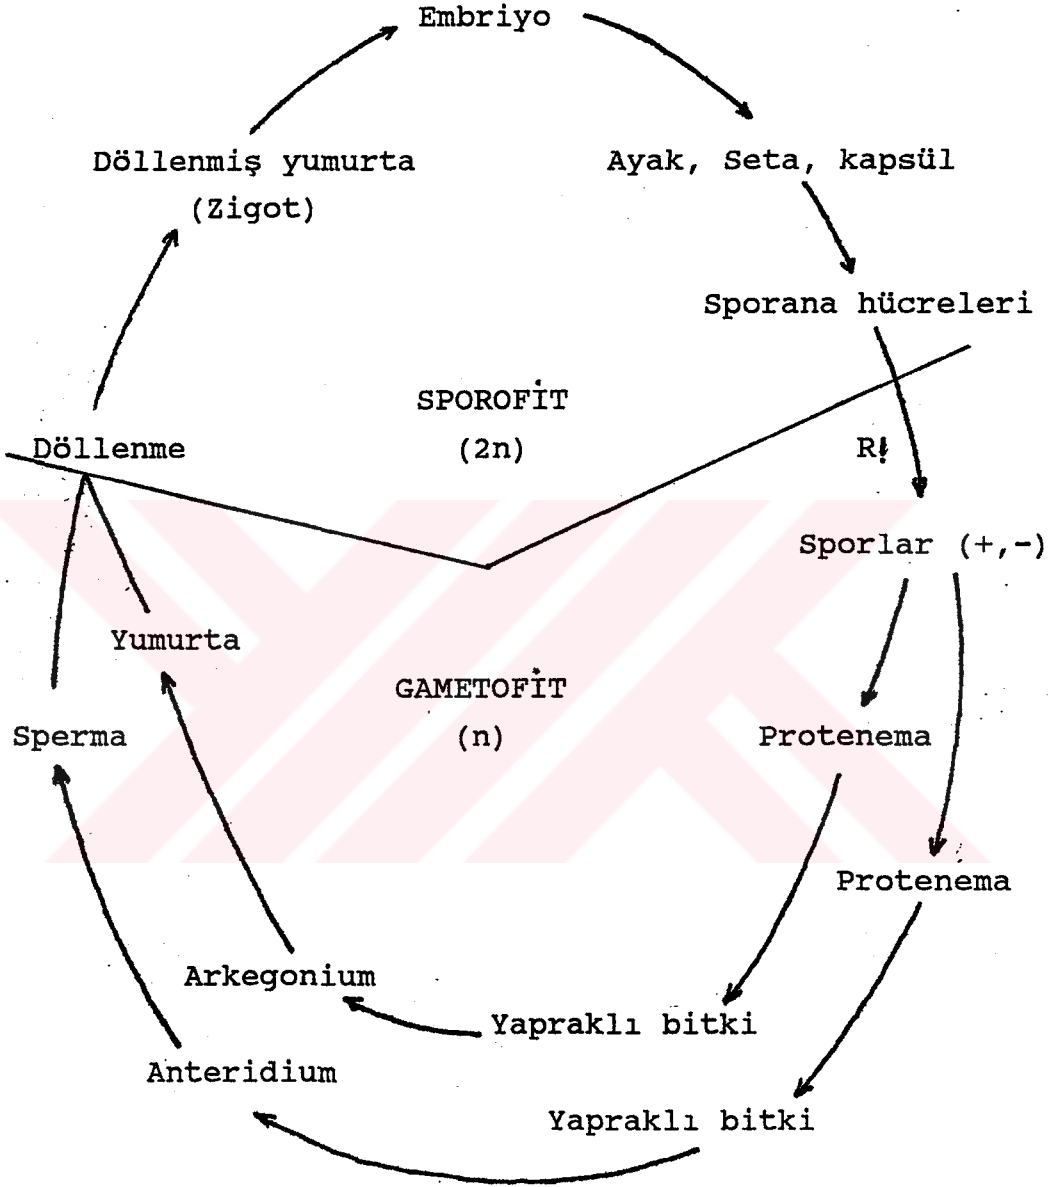 Embriyo
Döllenmiş yumurta
(Zigot)
Ayak, Seta, kapsül
Sporana hücreleri
SPOROFİT
(2n)
Döllenme
R!
Sporlar (+,-)
Yumurta
GAMETOFİT
(n)
Sperma
Protenema
Protenema
Arkegonium
Yapraklı bitki
Anteridium
Yapraklı bitki